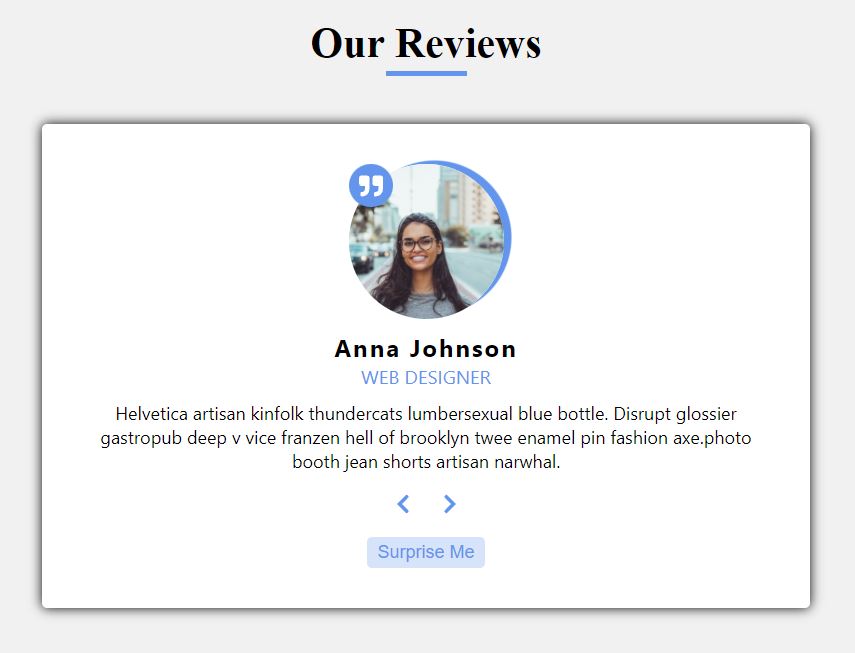 Our Reviews
Anna Johnson
WEB DESIGNER
Helvetica artisan kinfolk thundercats lumbersexual blue bottle. Disrupt glossier
gastropub deep v vice franzen hell of brooklyn twee enamel pin fashion axe.photo
booth jean shorts artisan narwhal.
Surprise Me